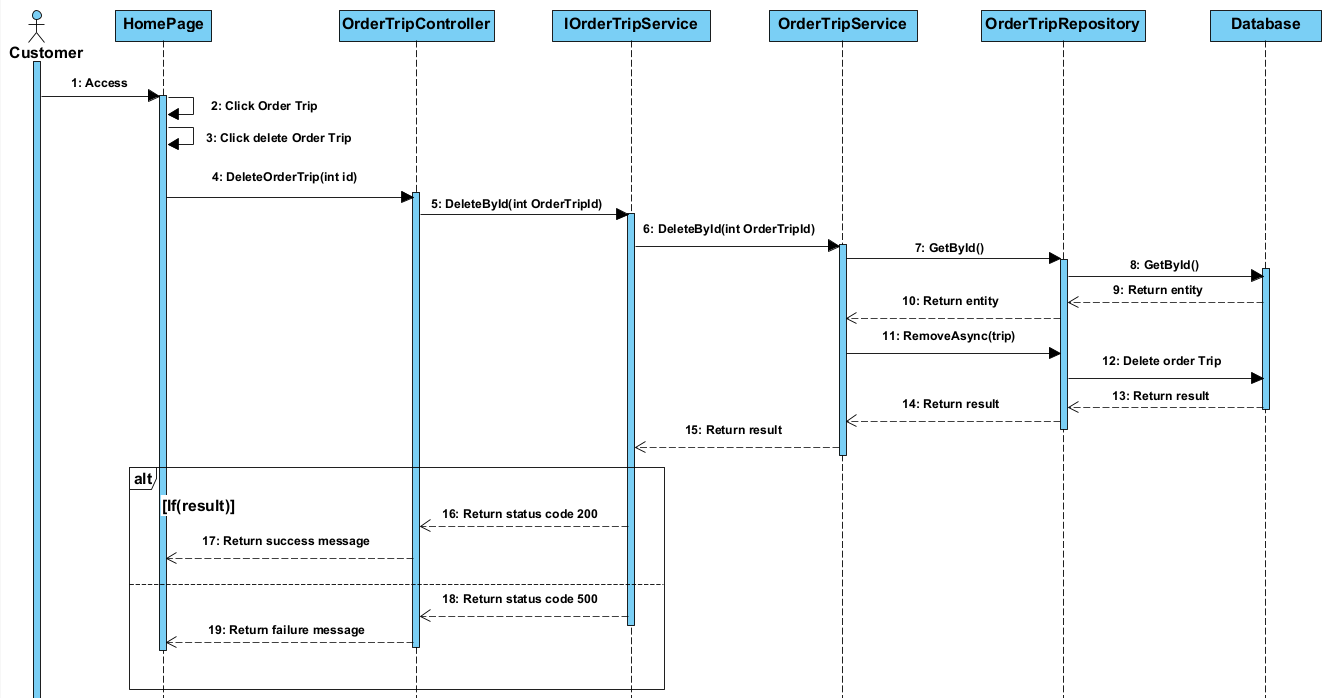 Customer
HomePage
OrderTripController
IOrderTripService
OrderTripService
OrderTripRepository
Database
1: Access
2: Click Order Trip
3: Click delete Order Trip
4: DeleteOrderTrip(int id)
5: DeleteById(int OrderTripId)
6: DeleteById(int OrderTripId)
7: GetById()
8: GetById()
9: Return entity
10: Return entity
11: RemoveAsync(trip)
12: Delete order Trip
13: Return result
14: Return result
15: Return result
alt
[If(result)]
16: Return status code 200
17: Return success message
18: Return status code 500
19: Return failure message